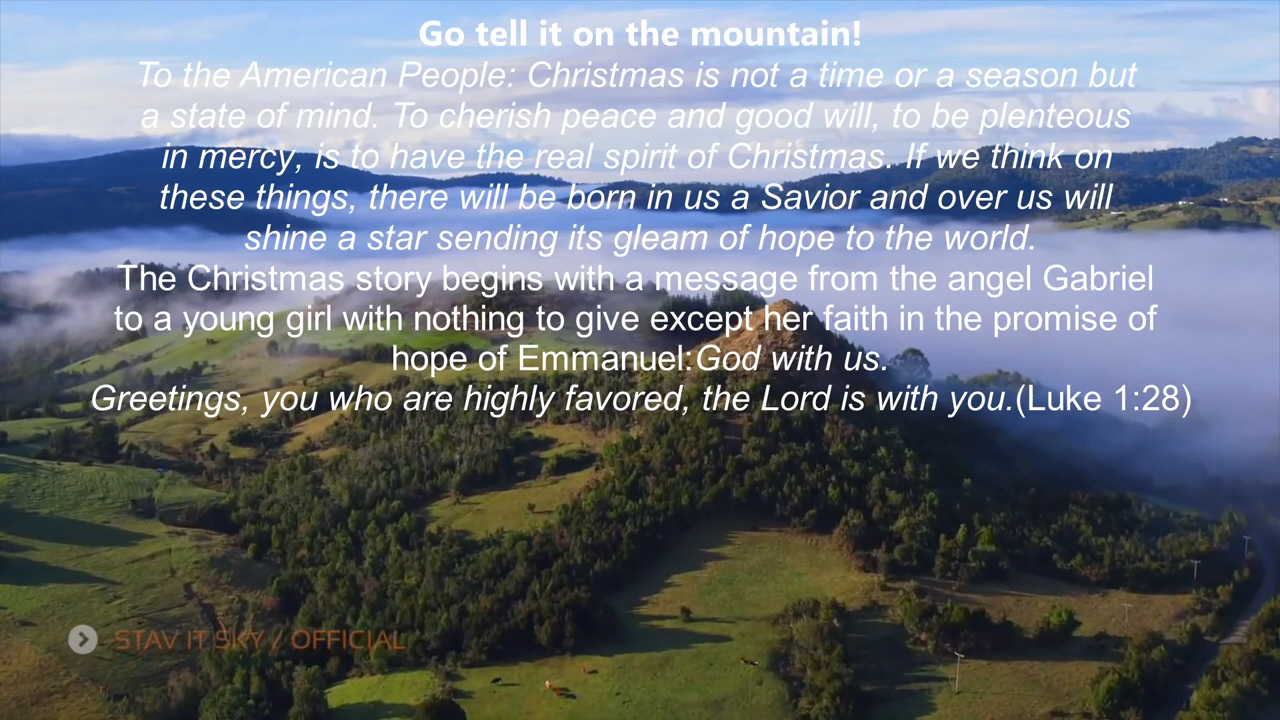 Go tell it on the mountain!
To the American People: Christmas is not a time or a season but
a state of mind. To cherish peace and good will, to be plenteous
in mercy, is to have the real spirit of Christmas. If we think on
these things, there will be born in us a Savior and over us will
shine a star sending its gleam of hope to the world.
The Christmas story begins with a message from the angel Gabriel
to a young girl with nothing to give except her faith in the promise of
hope of Emmanuel:God with us.
Greetings, you who are highly favored, the Lord is with you.(Luke 1:28)
STAV IT SKY / OFFICIAL